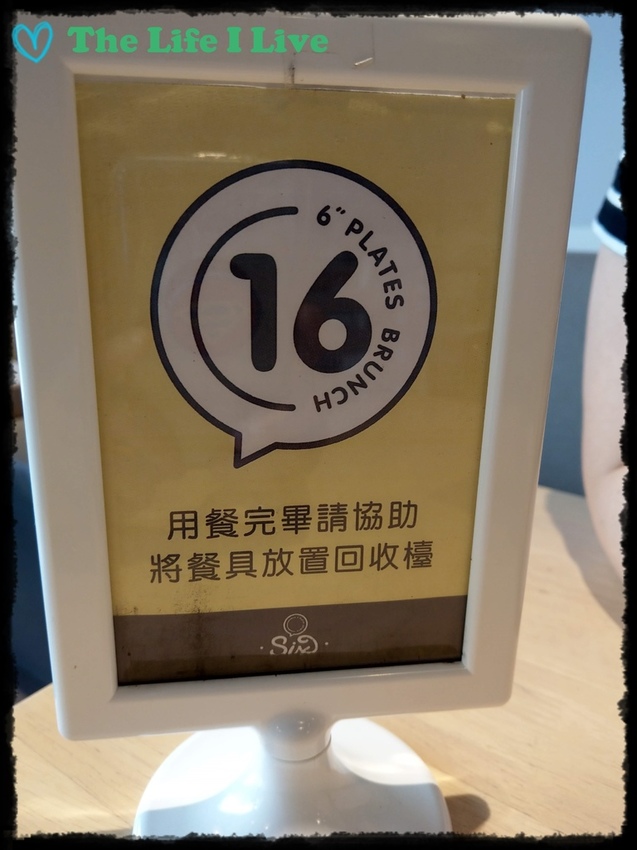 The Life I Live
16
6" PLATES BRUNCH
用餐完畢請協助
將餐具放置回收檯
Six